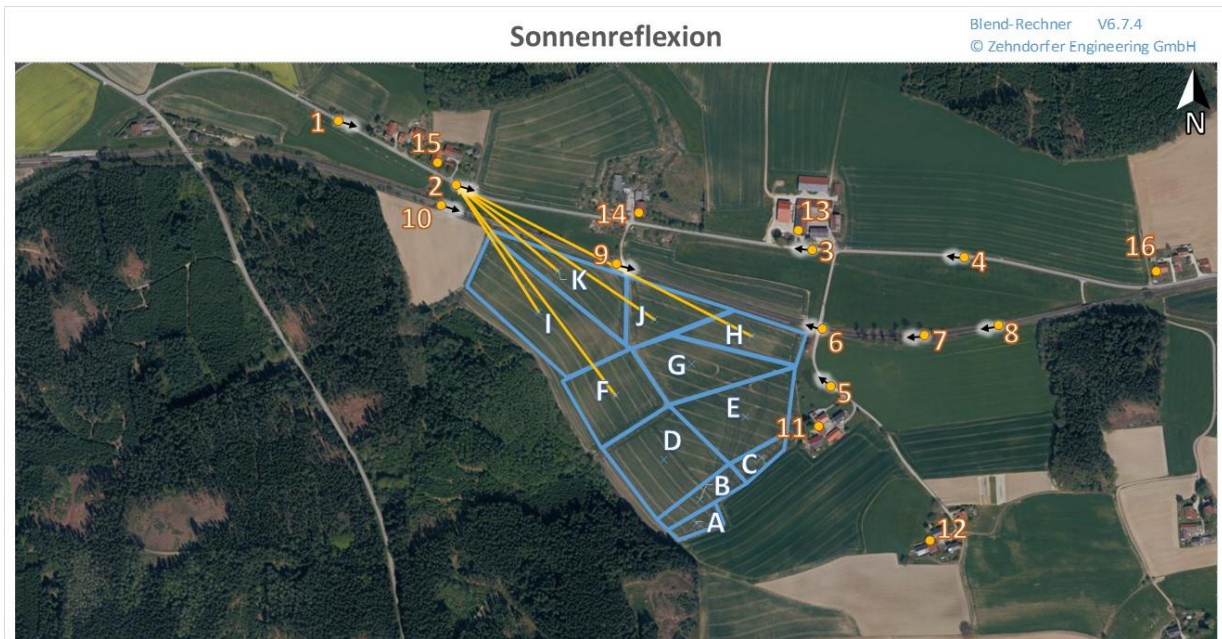 Sonnenreflexion
Blend-Rechner V6.7.4
© Zehndorfer Engineering GmbH
N
1
15
2
10
14
13
9
3
4
16
K
I
J
H
6
7
8
G
F
5
E
11
D
C
B
A
12